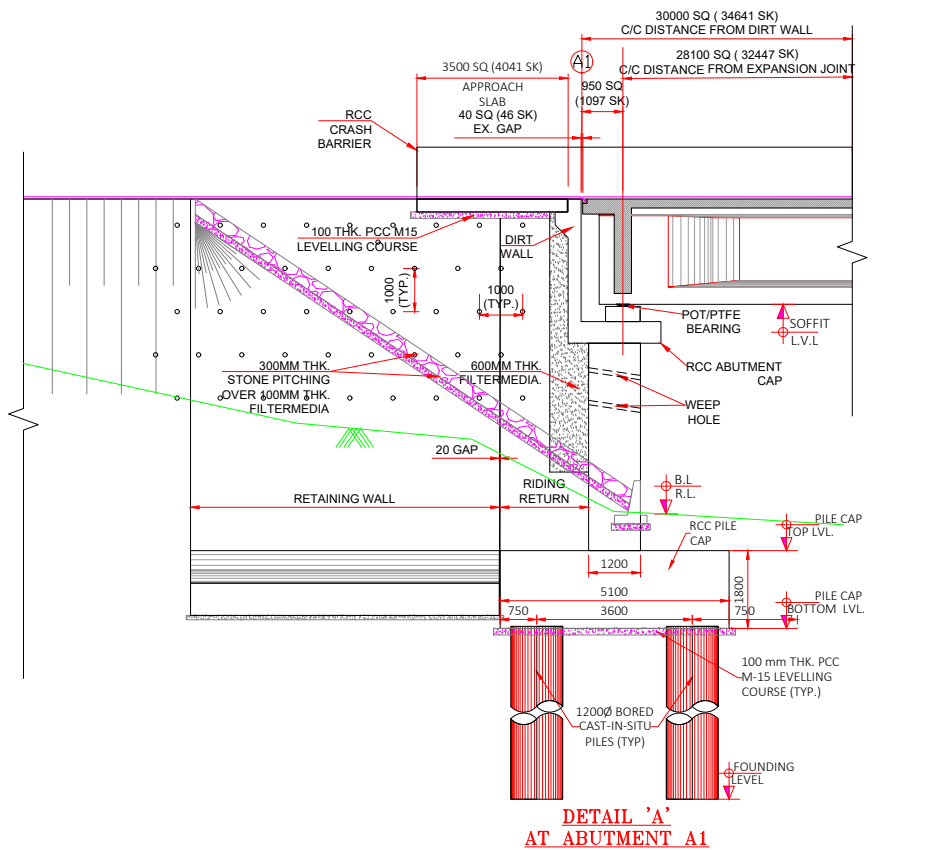 30000 SQ ( 34641 SK)
C/C DISTANCE FROM DIRT WALL
A1
28100 SQ ( 32447 SK)
C/C DISTANCE FROM EXPANSION JOINT
3500 SQ (4041 SK)
APPROACH
SLAB
40 SQ (46 SK)
EX. GAP
950 SQ
(1097 SK)
RCC
CRASH
BARRIER
100 THK. PCC M15
LEVELLING COURSE
DIRT
WALL
1000
(TYP.)
1000
(TYP.)
POT/PTFE
BEARING
SOFFIT
L.V.L
RCC ABUTMENT
CAP
300MM THK.
STONE PITCHING
OVER 100MM THK.
FILTERMEDIA
600MM THK.
FILTERMEDIA.
WEEP
HOLE
20 GAP
RETAINING WALL
RIDING
RETURN
B.L
R.L.
RCC PILE
CAP
PILE CAP
TOP LVL.
1200
5100
750
3600
750
1800
PILE CAP
BOTTOM LVL.
100 mm THK. PCC
M-15 LEVELLING
COURSE (TYP.)
1200Ø BORED
CAST-IN-SITU
PILES (TYP)
FOUNDING
LEVEL
DETAIL 'A'
AT ABUTMENT A1